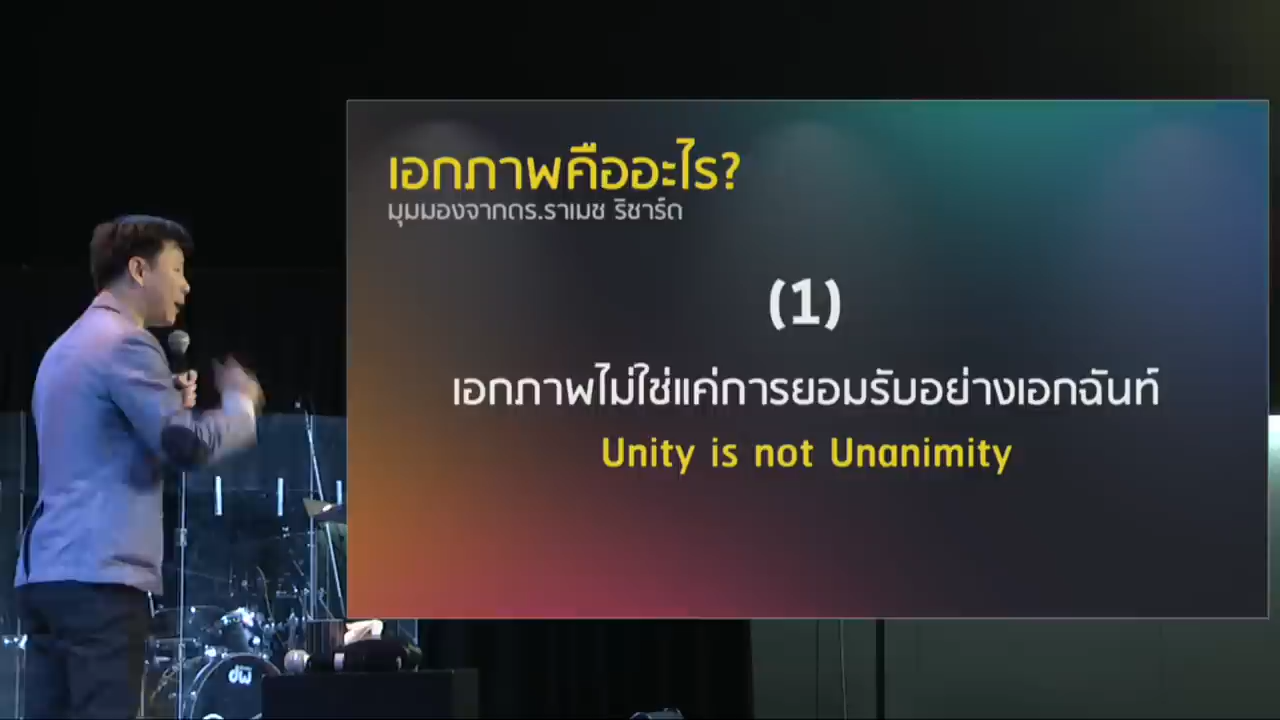 เอกภาพคืออะไร?
มุมมองจากดร.ราเมช ริชาร์ด
(1)
เอกภาพไม่ใช่แค่การยอมรับอย่างเอกฉันท์
Unity is not Unanimity
dw